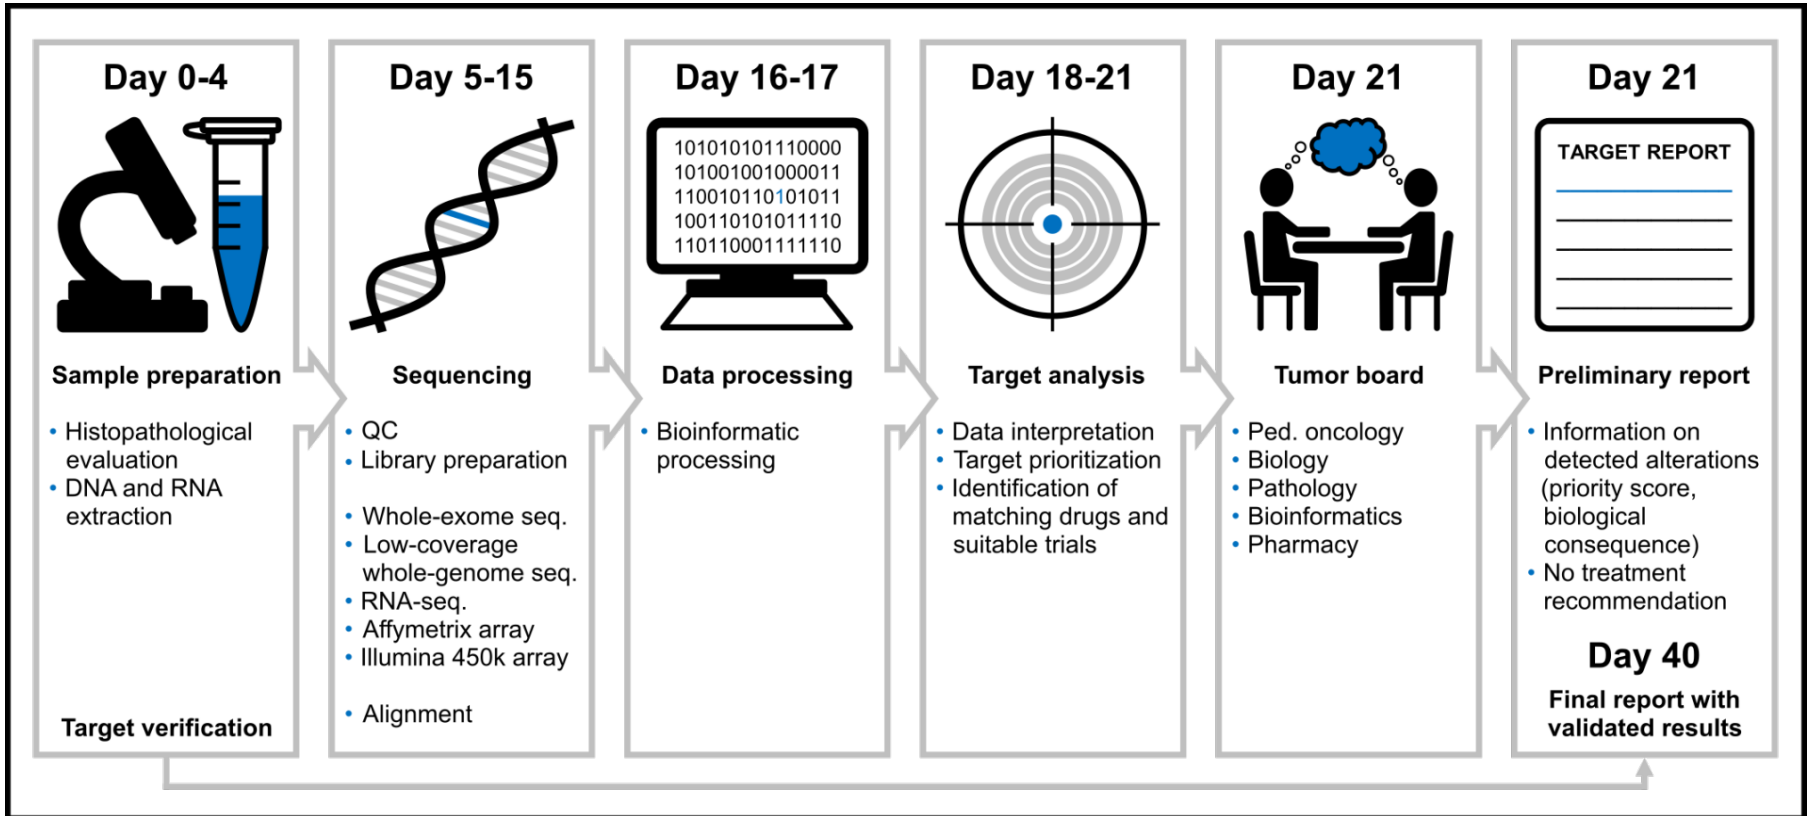 Day 0-4
Sample preparation
• Histopathological
evaluation
• DNA and RNA
extraction
Target verification
Day 5-15
Sequencing
• QC
• Library preparation
• Whole-exome seq.
• Low-coverage
whole-genome seq.
• RNA-seq.
• Affymetrix array
• Illumina 450k array
• Alignment
Day 16-17
101010101110000
101001001000011
110010110101011
100110101011110
110110001111110
Data processing
• Bioinformatic
processing
Day 18-21
Target analysis
• Data interpretation
• Target prioritization
• Identification of
matching drugs and
suitable trials
Day 21
Tumor board
• Ped. oncology
• Biology
• Pathology
• Bioinformatics
• Pharmacy
Day 21
TARGET REPORT
Preliminary report
• Information on
detected alterations
(priority score,
biological
consequence)
• No treatment
recommendation
Day 40
Final report with
validated results